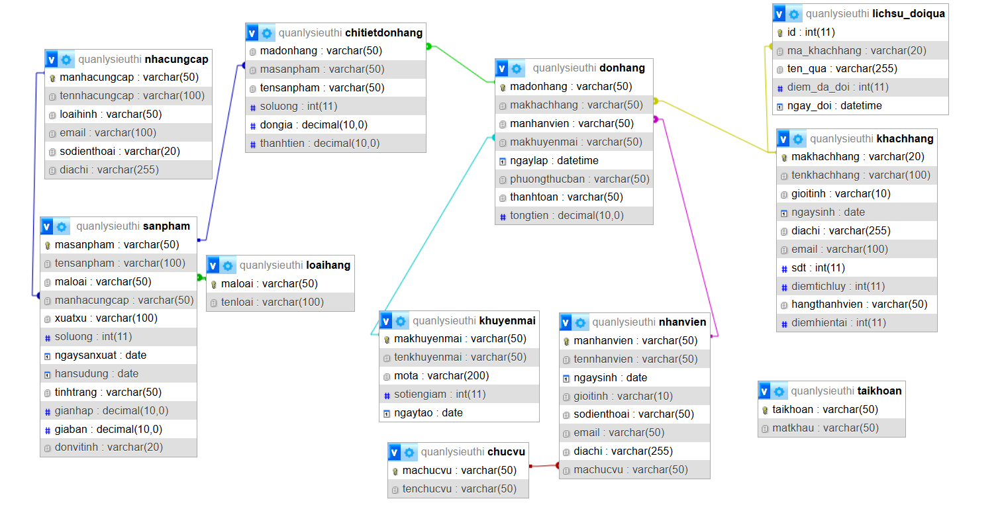 quanlysieuthi nhacungcap
manhacungcap : varchar(50)
tennhacungcap : varchar(100)
loaihinh : varchar(50)
email : varchar(100)
sodienthoai : varchar(20)
diachi : varchar(255)
quanlysieuthi chitietdonhang
madonhang : varchar(50)
masanpham : varchar(50)
tensanpham : varchar(50)
soluong : int(11)
dongia : decimal(10,0)
thanhtien : decimal(10,0)
quanlysieuthi donhang
madonhang : varchar(50)
makhachhang : varchar(50)
manhanvien : varchar(50)
makhuyenmai : varchar(50)
ngaylap : datetime
phuongthucban : varchar(50)
thanhtoan : varchar(50)
tongtien : decimal(10,0)
quanlysieuthi lichsu_doiqua
id : int(11)
ma_khachhang : varchar(20)
ten_qua : varchar(255)
diem_da_doi : int(11)
ngay_doi : datetime
quanlysieuthi khachhang
makhachhang : varchar(20)
tenkhachhang : varchar(100)
gioitinh : varchar(10)
ngaysinh : date
diachi : varchar(255)
email : varchar(100)
sdt : int(11)
diemtichluy : int(11)
hangthanhvien : varchar(50)
diemhientai : int(11)
quanlysieuthi sanpham
masanpham : varchar(50)
tensanpham : varchar(100)
maloai : varchar(50)
manhacungcap : varchar(50)
xuatxu : varchar(100)
soluong : int(11)
ngaysanxuat : date
hansudung : date
tinhtrang : varchar(50)
gianhap : decimal(10,0)
giaban : decimal(10,0)
donvitinh : varchar(20)
quanlysieuthi loaihang
maloai : varchar(50)
tenloai : varchar(100)
quanlysieuthi khuyenmai
makhuyenmai : varchar(50)
tenkhuyenmai : varchar(50)
mota : varchar(200)
sotiengiam : int(11)
ngaytao : date
quanlysieuthi nhanvien
manhanvien : varchar(50)
tennhanvien : varchar(50)
ngaysinh : date
gioitinh : varchar(10)
sodienthoai : varchar(50)
email : varchar(50)
diachi : varchar(255)
machucvu : varchar(50)
quanlysieuthi chucvu
machucvu : varchar(50)
tenchucvu : varchar(50)
quanlysieuthi taikhoan
taikhoan : varchar(50)
matkhau : varchar(50)